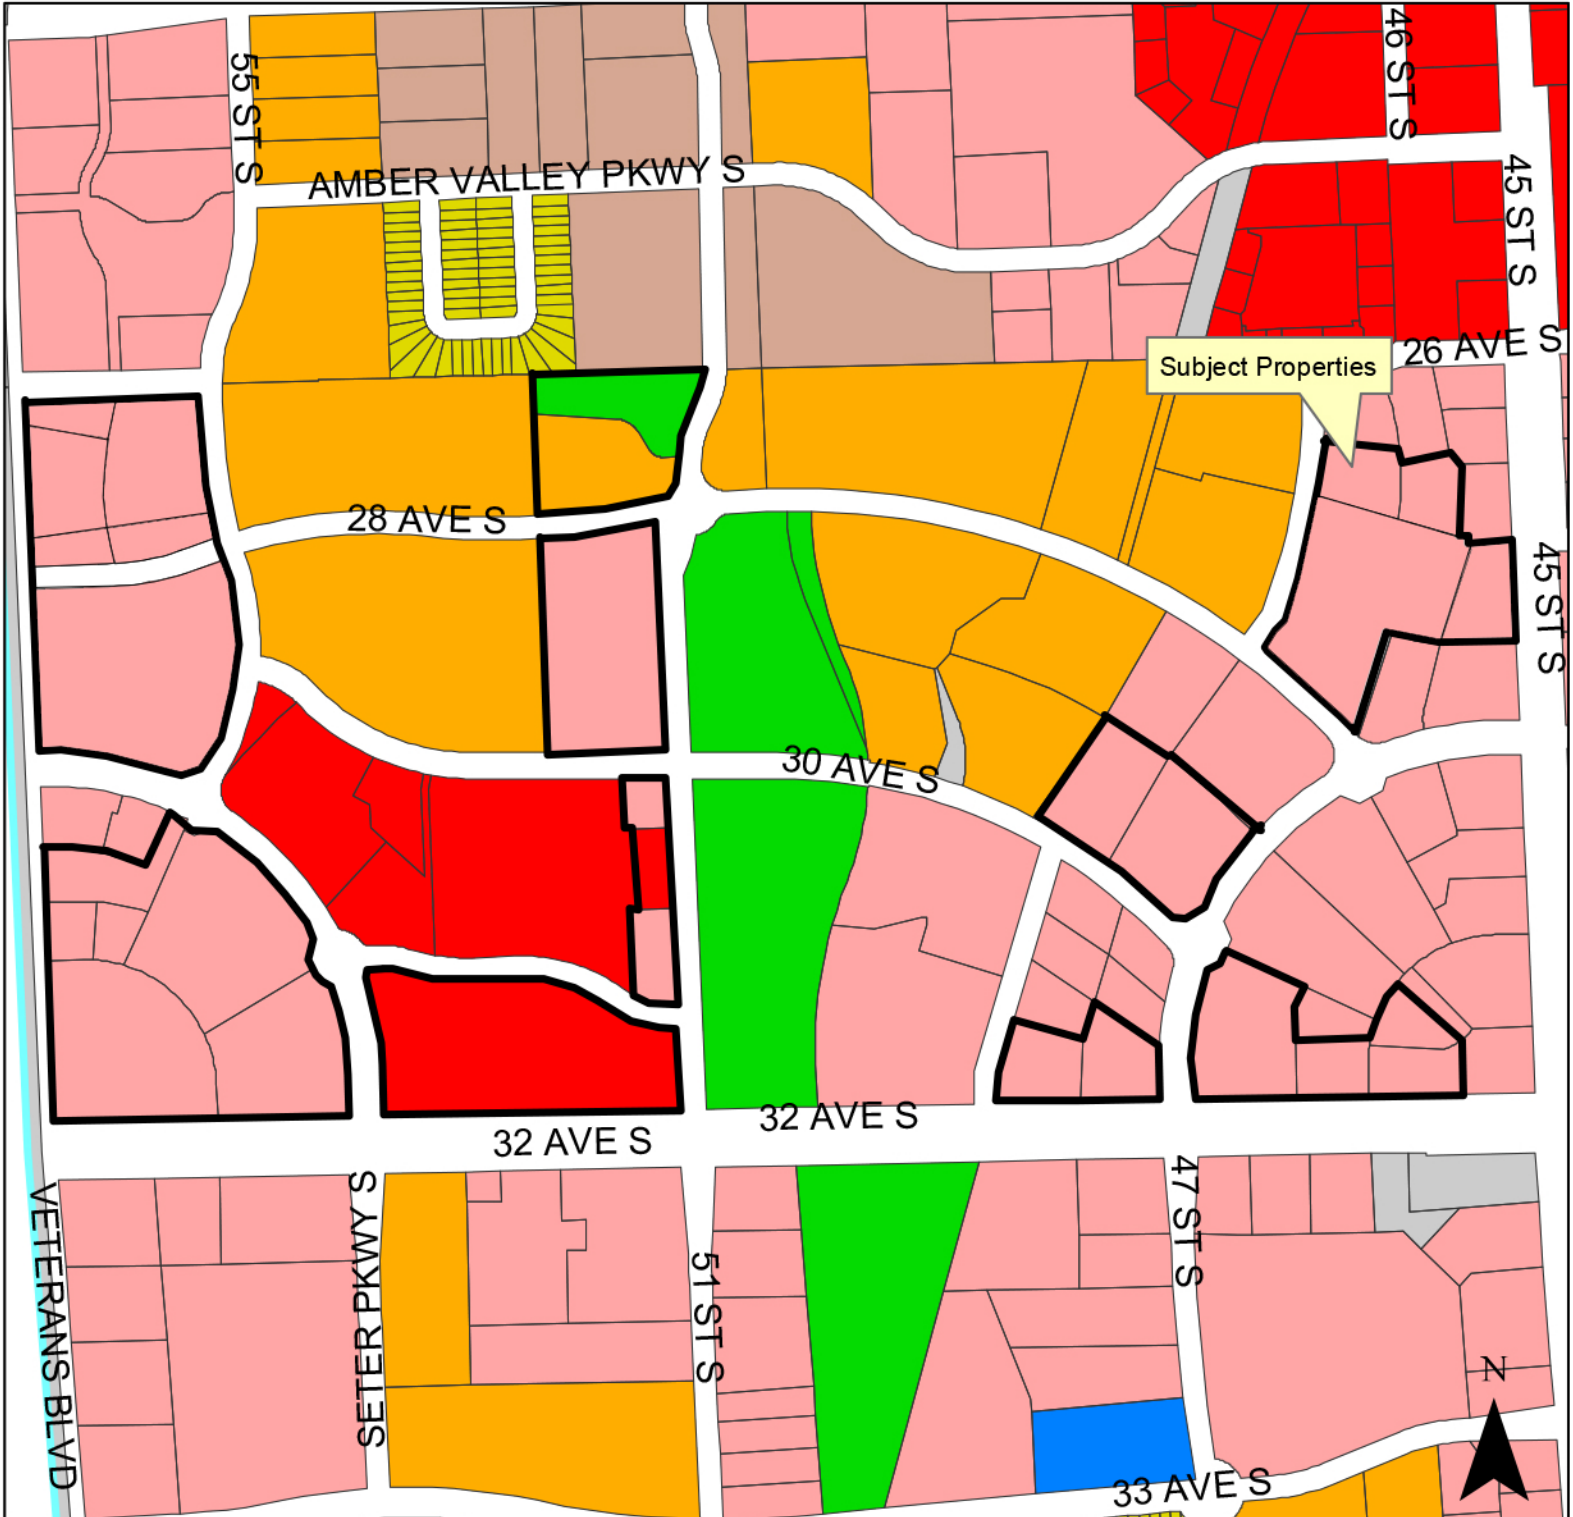 55 ST S
46 ST S
AMBER VALLEY PKWY S
45 ST S
26 AVE S
Subject Properties
28 AVE S
45 ST S
30 AVE S
32 AVE S
32 AVE S
VETERANS BLVD
SETER PKWY S
51 ST S
47 ST S
N
33 AVE S